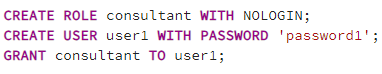 CREATE ROLE consultant WITH NOLOGIN;
CREATE USER user1 WITH PASSWORD 'password1';
GRANT consultant TO user1;